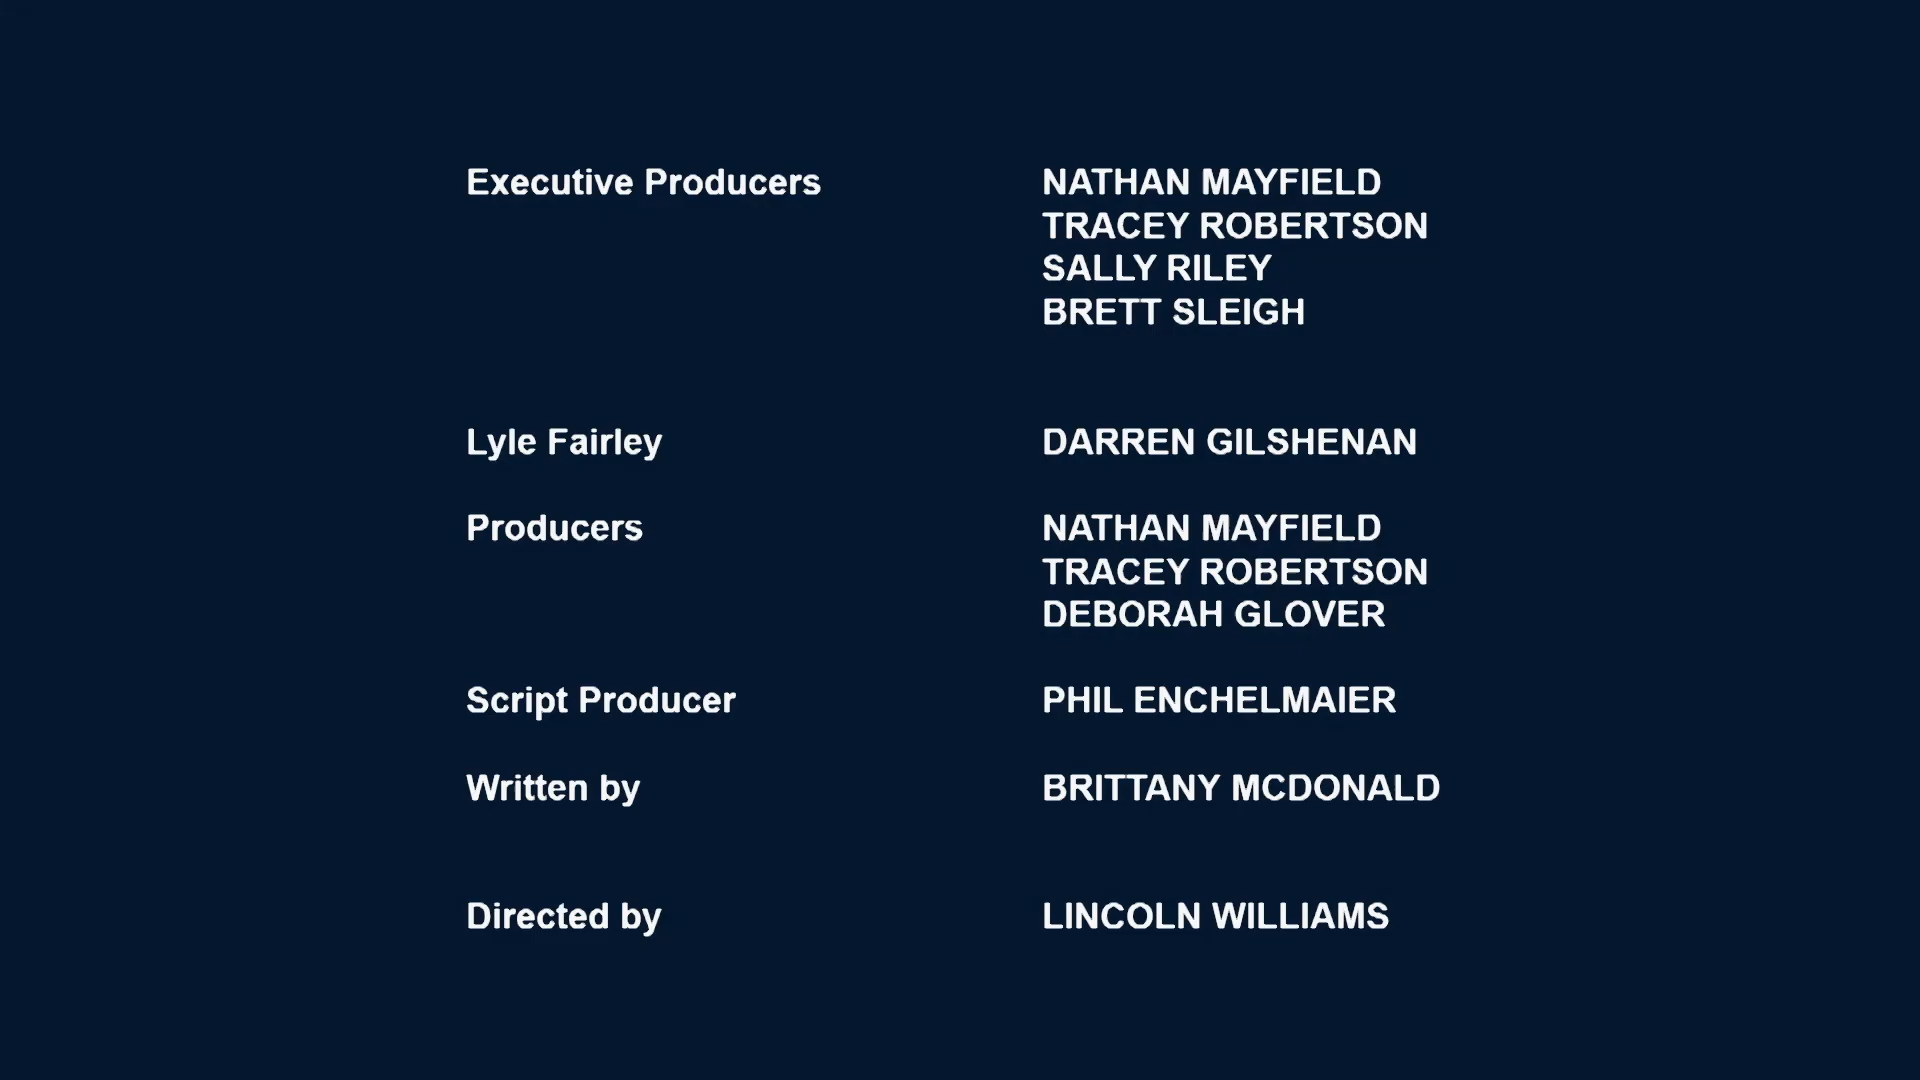 Executive Producers NATHAN MAYFIELD
TRACEY ROBERTSON
SALLY RILEY
BRETT SLEIGH
Lyle Fairley DARREN GILSHENAN
Producers NATHAN MAYFIELD
TRACEY ROBERTSON
DEBORAH GLOVER
Script Producer PHIL ENCHELMAIER
Written by BRITTANY MCDONALD
Directed by LINCOLN WILLIAMS